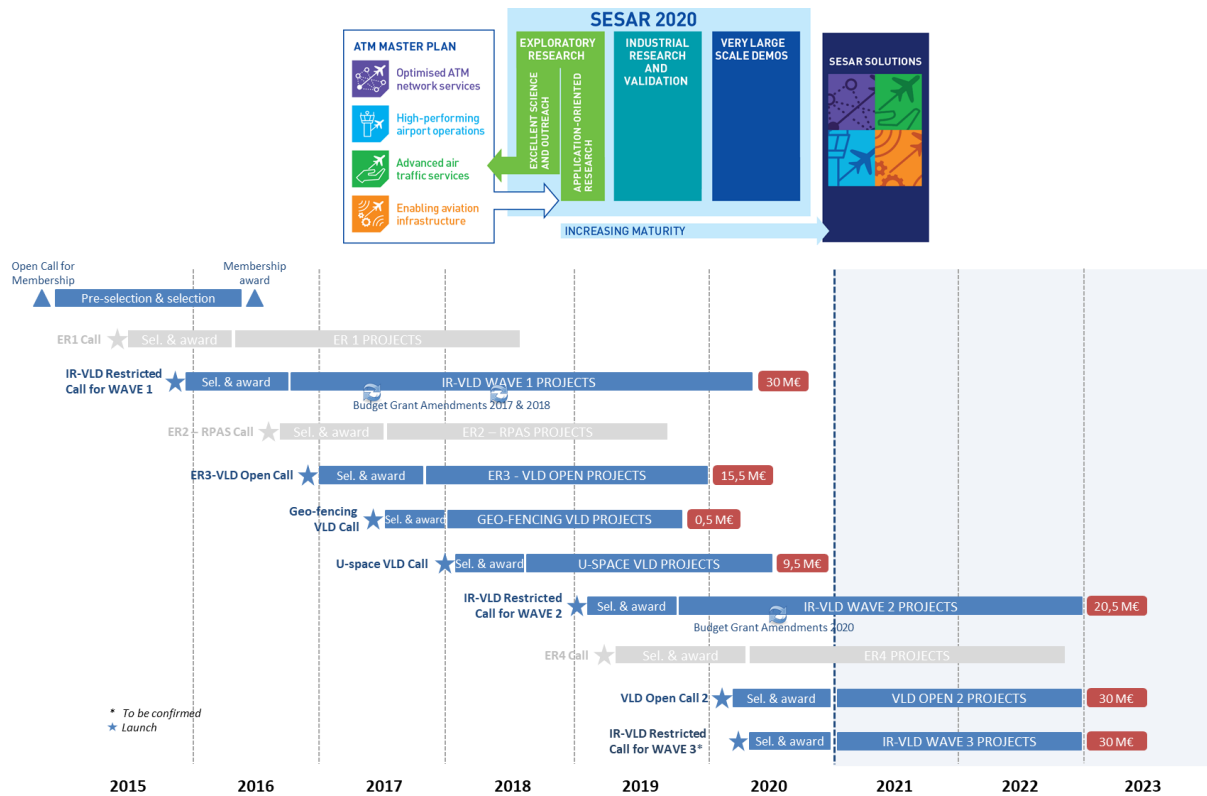 SESAR 2020
ATM MASTER PLAN
Optimised ATM
network services
High-performing
airport operations
Advanced air
traffic services
Enabling aviation
infrastructure
EXPLORATORY
RESEARCH
EXCELLENT SCIENCE
AND OUTREACH
APPLICATION-ORIENTED
RESEARCH
INDUSTRIAL
RESEARCH
AND
VALIDATION
VERY LARGE
SCALE DEMOS
SESAR SOLUTIONS
INCREASING MATURITY
Open Call for
Membership
Membership
award
Pre-selection & selection
ER1 Call
Sel. & award
ER 1 PROJECTS
IR-VLD Restricted
Call for WAVE 1
Sel. & award
IR-VLD WAVE 1 PROJECTS
30 M€
Budget Grant Amendments 2017 & 2018
ER2 – RPAS Call
Sel. & award
ER2 – RPAS PROJECTS
ER3-VLD Open Call
Sel. & award
ER3 - VLD OPEN PROJECTS
15,5 M€
Geo-fencing
VLD Call
Sel. & award
GEO-FENCING VLD PROJECTS
0,5 M€
U-space VLD Call
Sel. & award
U-SPACE VLD PROJECTS
9,5 M€
IR-VLD Restricted
Call for WAVE 2
Sel. & award
IR-VLD WAVE 2 PROJECTS
20,5 M€
Budget Grant Amendments 2020
ER4 Call
Sel. & award
ER4 PROJECTS
VLD Open Call 2
Sel. & award
VLD OPEN 2 PROJECTS
30 M€
IR-VLD Restricted
Call for WAVE 3*
Sel. & award
IR-VLD WAVE 3 PROJECTS
30 M€
* To be confirmed
★ Launch
2015
2016
2017
2018
2019
2020
2021
2022
2023